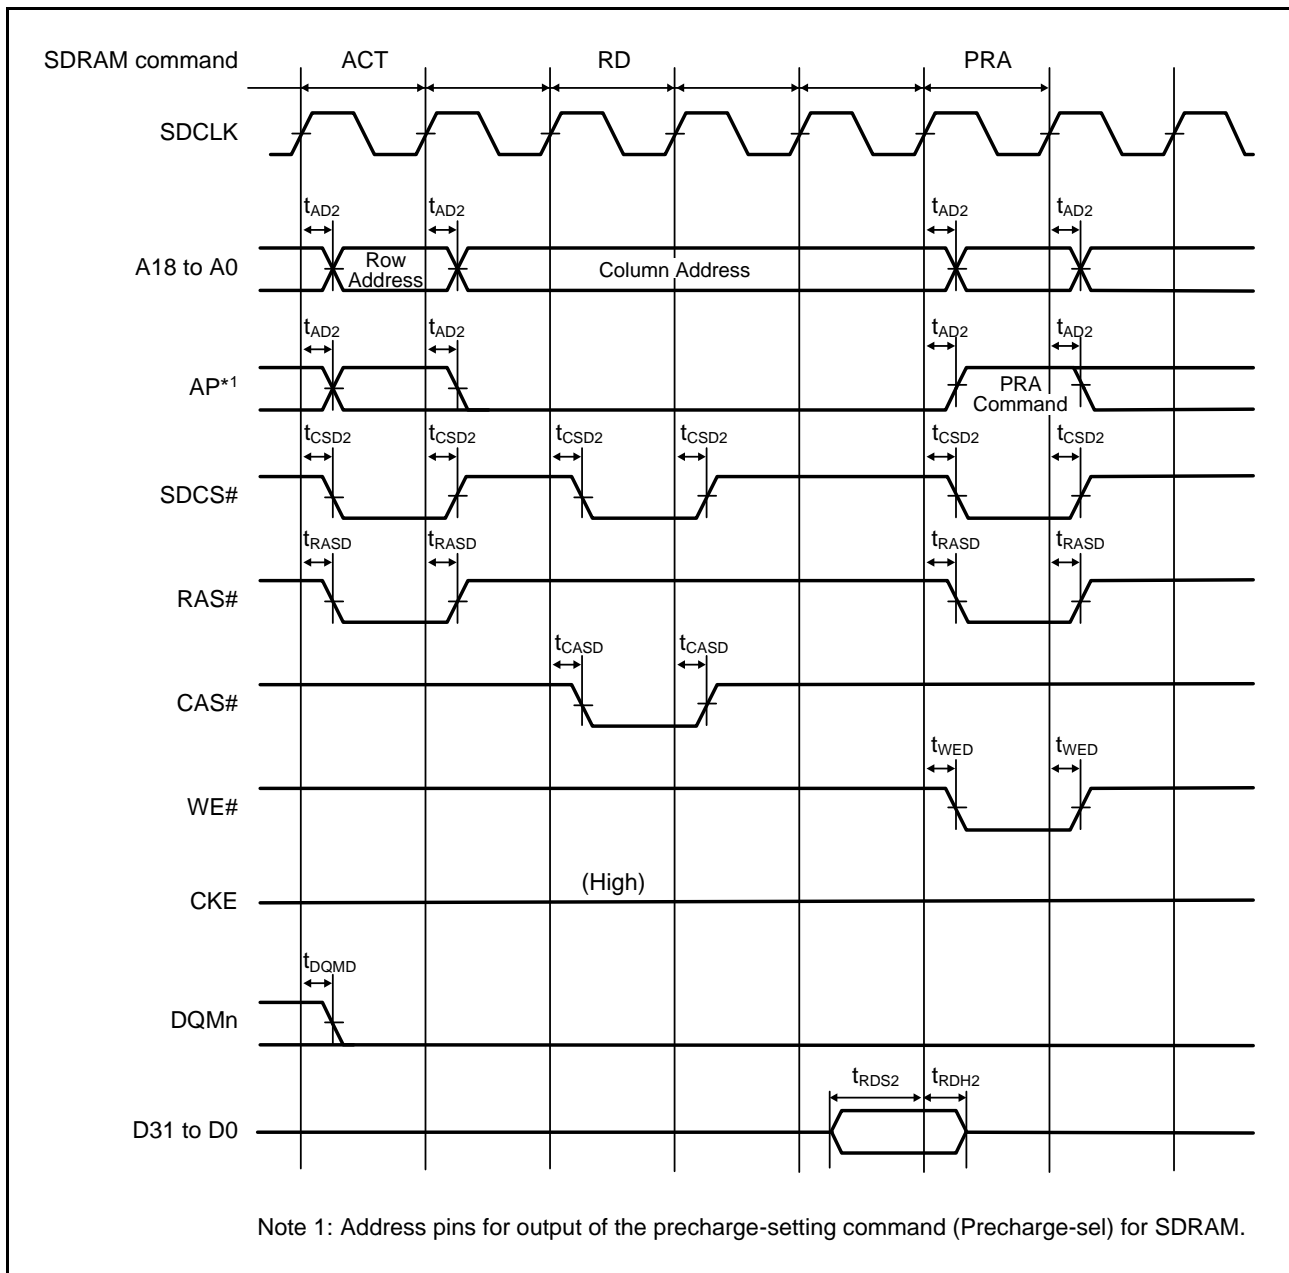 SDRAM command ACT RD PRA
SDCLK
tAD2 tAD2 tAD2 tAD2
A18 to A0
Row
Address
Column Address
tAD2 tAD2 tAD2 tAD2
AP*1
PRA
Command
tCSD2 tCSD2 tCSD2 tCSD2 tCSD2 tCSD2
SDCS#
tRASD tRASD tRASD tRASD
RAS#
tCASD tCASD
CAS#
tWED tWED
WE#
(High)
CKE
tDQMD
DQMn
tRDS2 tRDH2
D31 to D0
Note 1: Address pins for output of the precharge-setting command (Precharge-sel) for SDRAM.